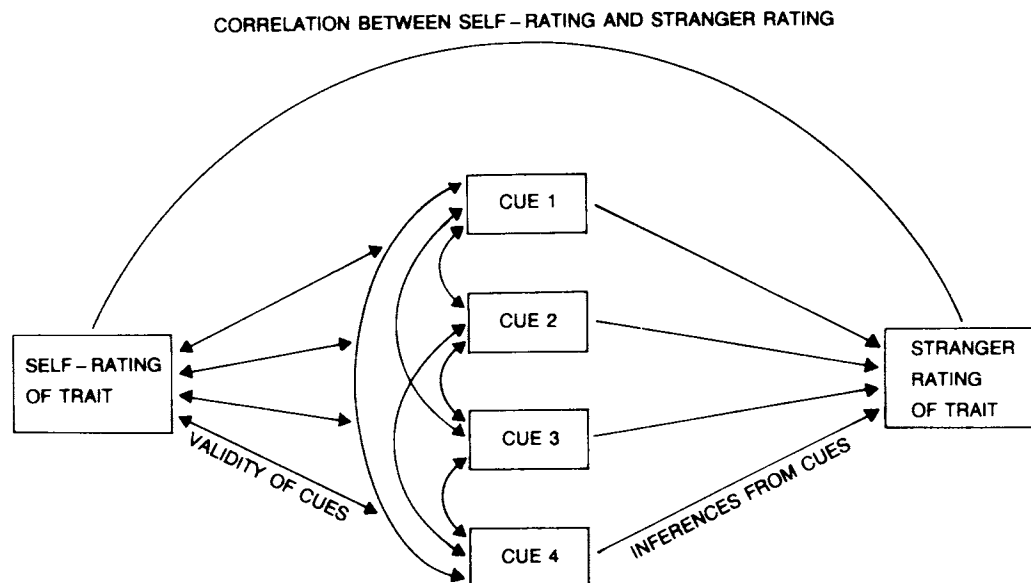 CORRELATION BETWEEN SELF–RATING AND STRANGER RATING
CUE 1
CUE 2
SELF–RATING
OF TRAIT
STRANGER
RATING
OF TRAIT
CUE 3
VALIDITY OF CUES
INFERENCES FROM CUES
CUE 4